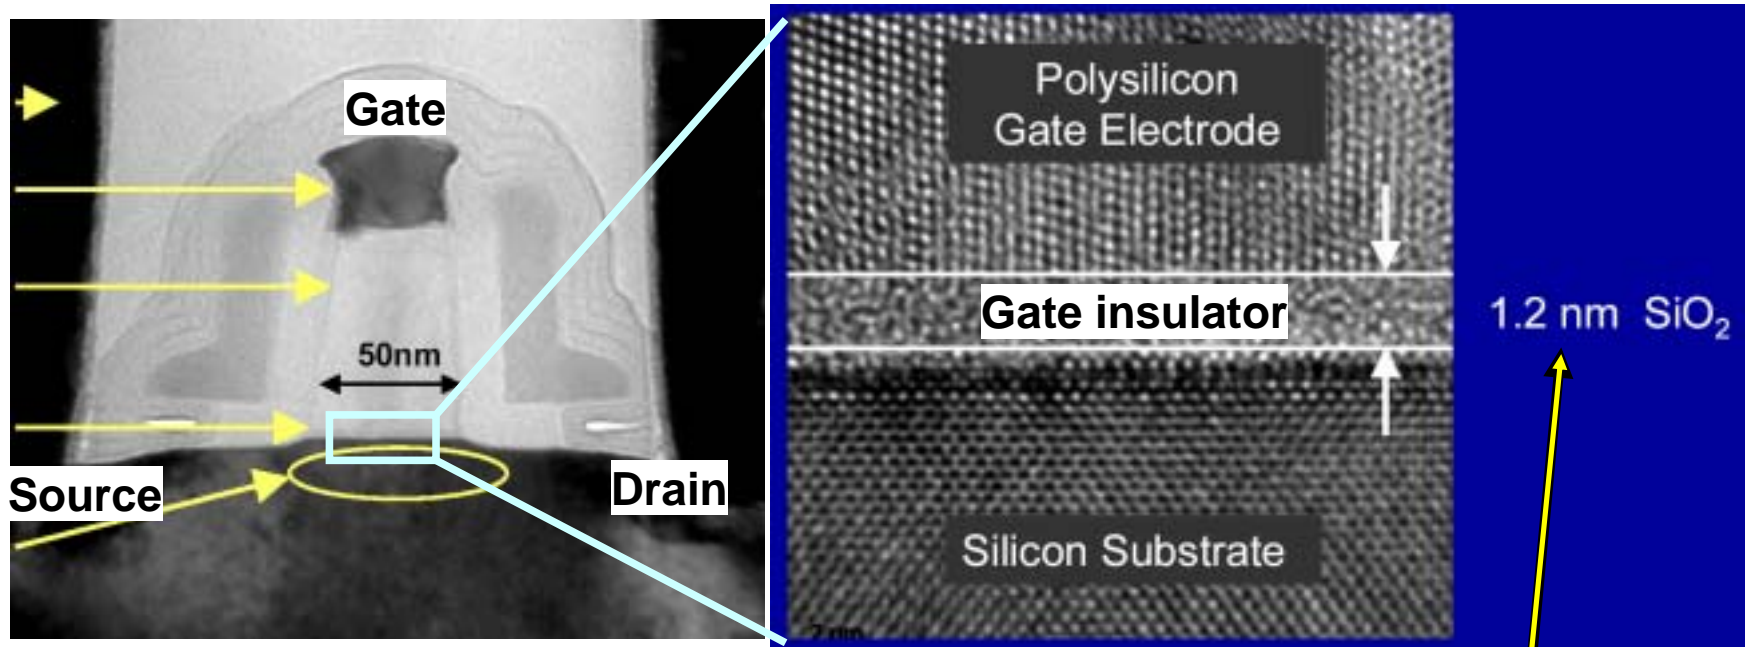 Gate
50nm
Source
Drain
Polysilicon
Gate Electrode
Gate insulator
1.2 nm SiO₂
Silicon Substrate